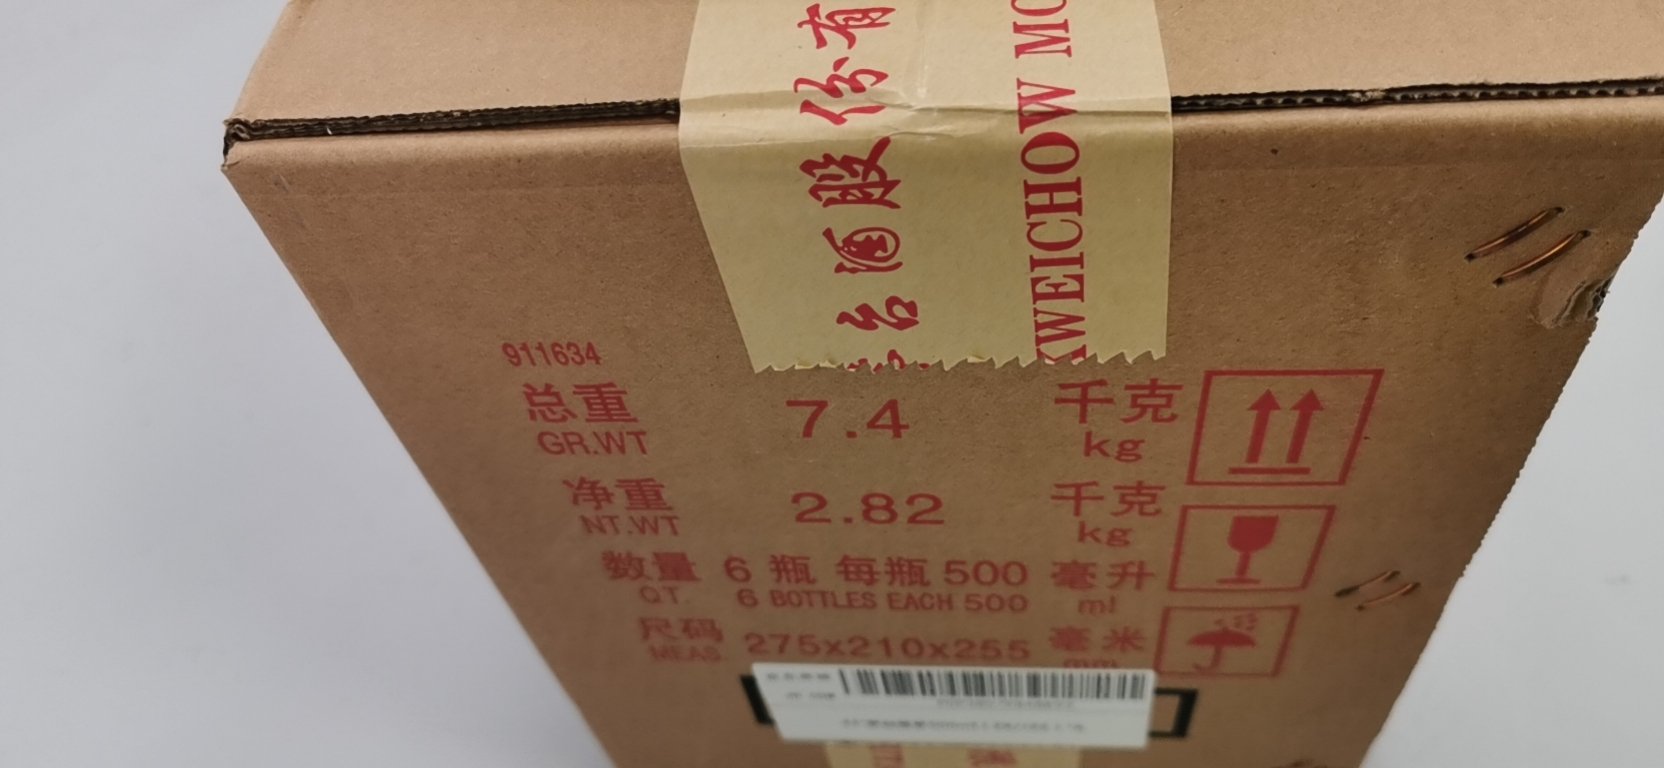 名酒股份有
KWEICHOW MO
911634
总重 7.4 千克
GR.WT kg
净重 2.82 千克
NT.WT kg
数量 6 瓶 每瓶 500 毫升
QT. 6 BOTTLES EACH 500 ml
尺码 275x210x255 毫米
MEAS. mm